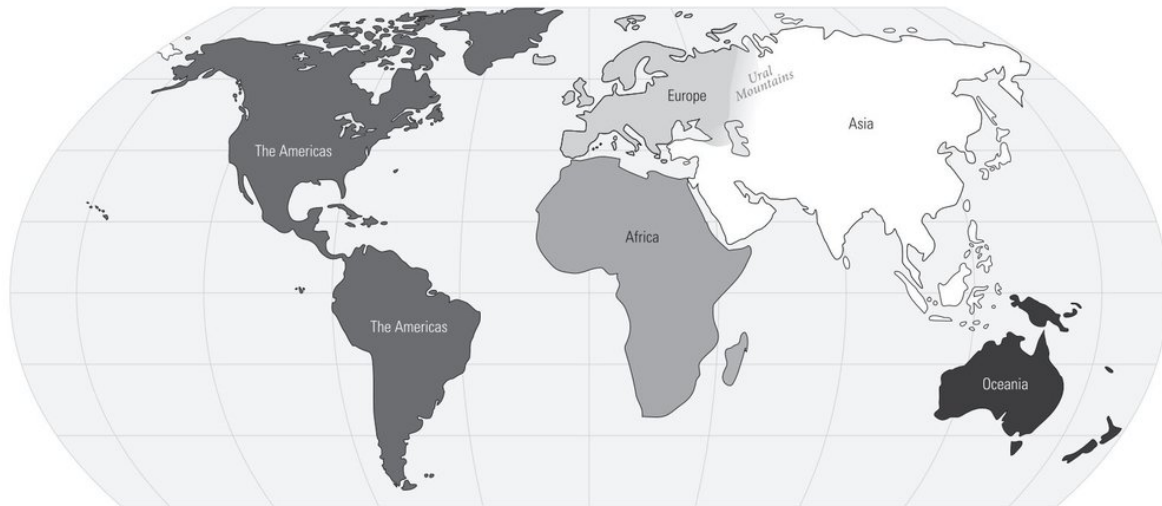 Ural
Mountains
Europe
Asia
The Americas
Africa
The Americas
Oceania